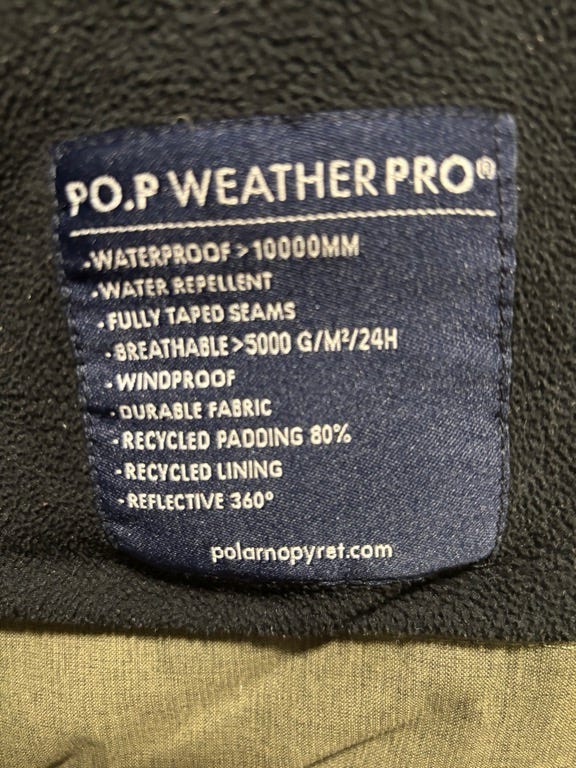 PO.P WEATHERPRO®
-WATERPROOF >10000MM
-WATER REPELLENT
-FULLY TAPED SEAMS
-BREATHABLE>5000 G/M²/24H
-WINDPROOF
-DURABLE FABRIC
-RECYCLED PADDING 80%
-RECYCLED LINING
-REFLECTIVE 360°
polarnopyret.com